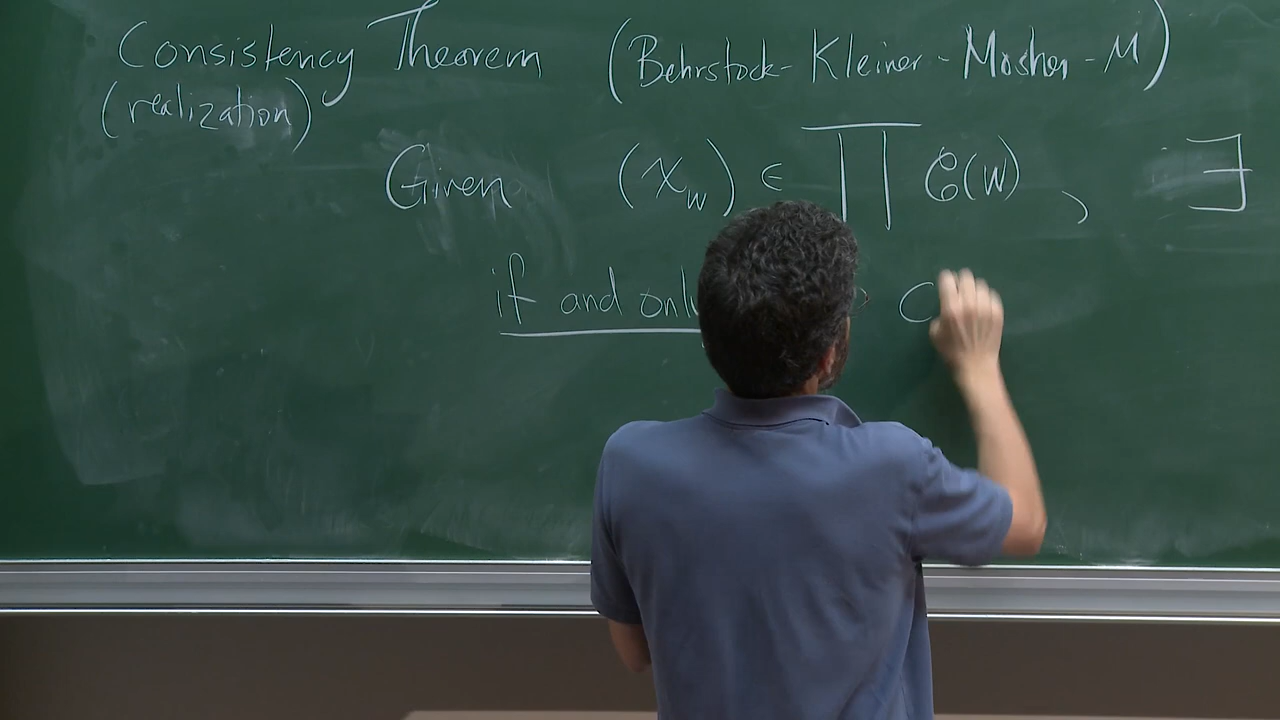 Consistency Theorem (Behrstock-Kleiner-Mosher-M)
(realization)
Given (x_W) ∈ ∏ C(W), ∃
if and only